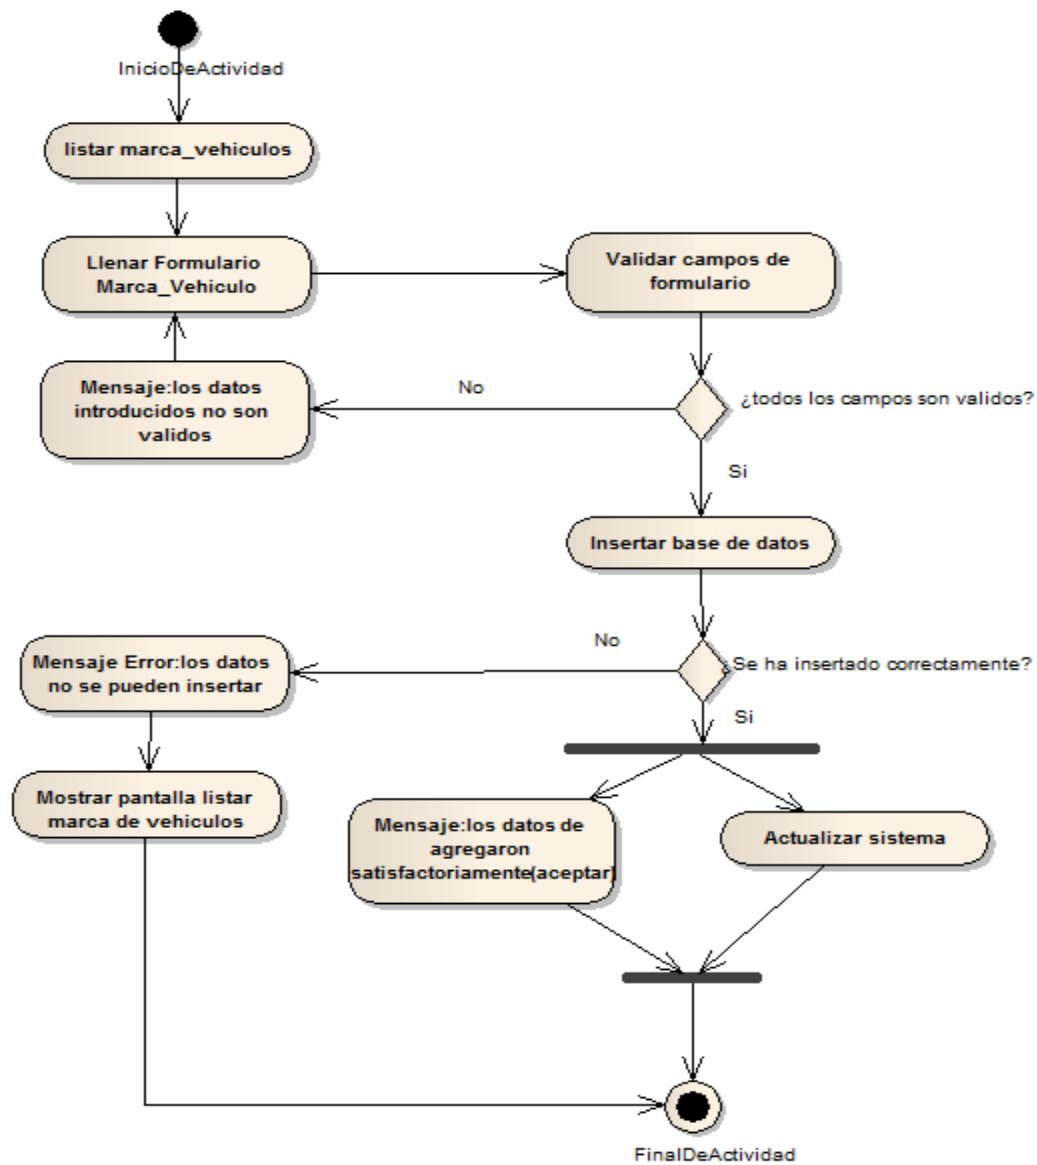 InicioDeActividad
listar marca_vehiculos
Llenar Formulario
Marca_Vehiculo
Validar campos de
formulario
Mensaje:los datos
introducidos no son
validos
No
¿todos los campos son validos?
Si
Insertar base de datos
No
¿Se ha insertado correctamente?
Mensaje Error:los datos
no se pueden insertar
Si
Mostrar pantalla listar
marca de vehiculos
Mensaje:los datos de
agregaron
satisfactoriamente(aceptar)
Actualizar sistema
FinalDeActividad